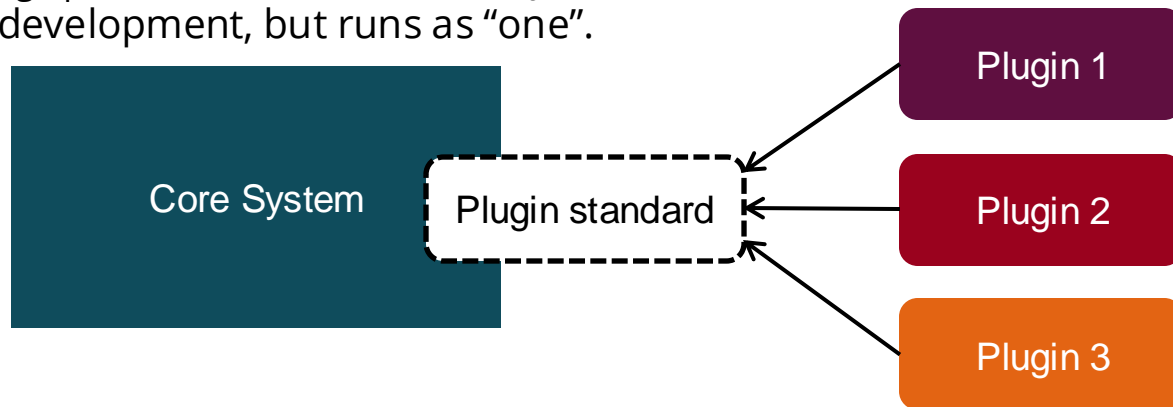 development, but runs as “one”.
Plugin 1
Core System
Plugin standard
Plugin 2
Plugin 3